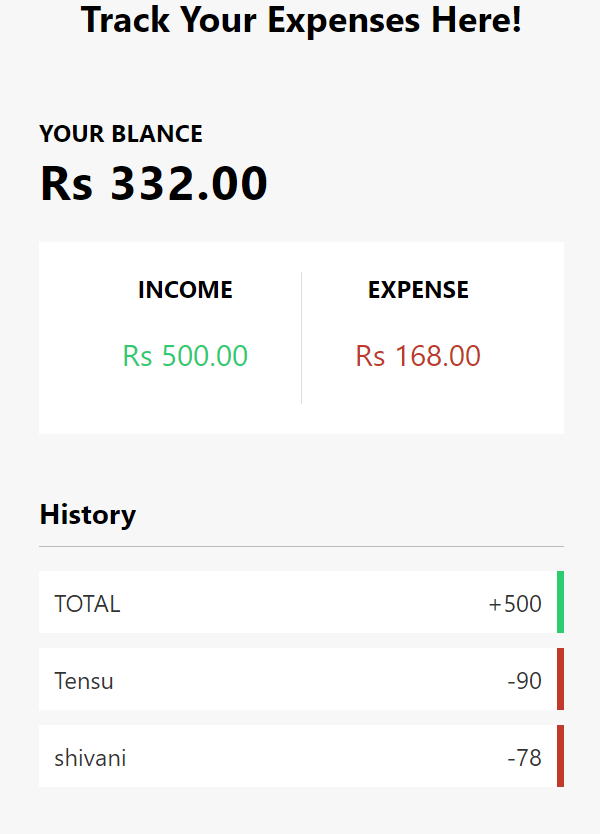 Track Your Expenses Here!
YOUR BLANCE
Rs 332.00
INCOME EXPENSE
Rs 500.00 Rs 168.00
History
TOTAL +500
Tensu -90
shivani -78